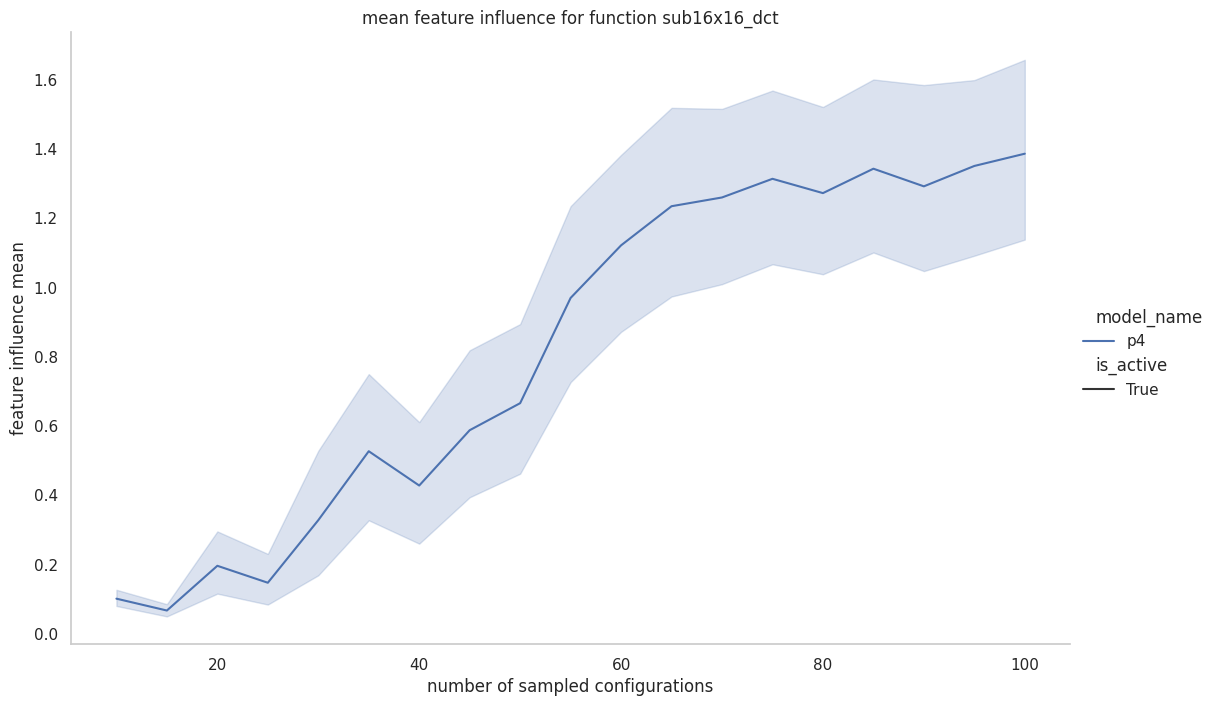 mean feature influence for function sub16x16_dct
1.6
1.4
1.2
1.0
0.8
0.6
0.4
0.2
0.0
feature influence mean
20
40
60
80
100
number of sampled configurations
model_name
p4
is_active
True